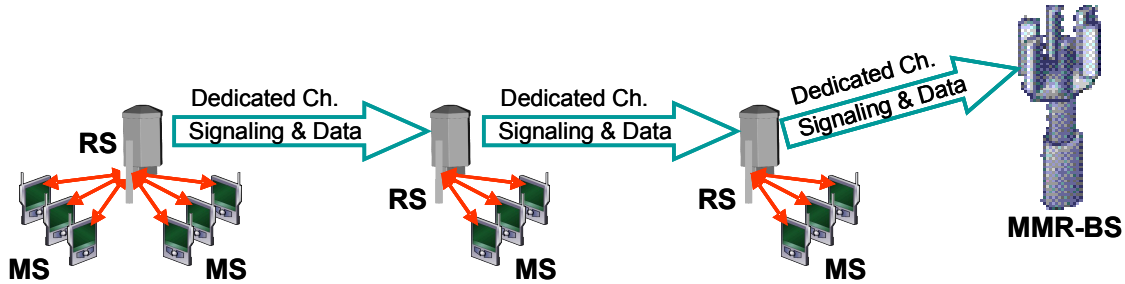 Dedicated Ch.
Signaling & Data
Dedicated Ch.
Signaling & Data
Dedicated Ch.
Signaling & Data
RS
RS
RS
MS
MS
MS
MS
MMR-BS